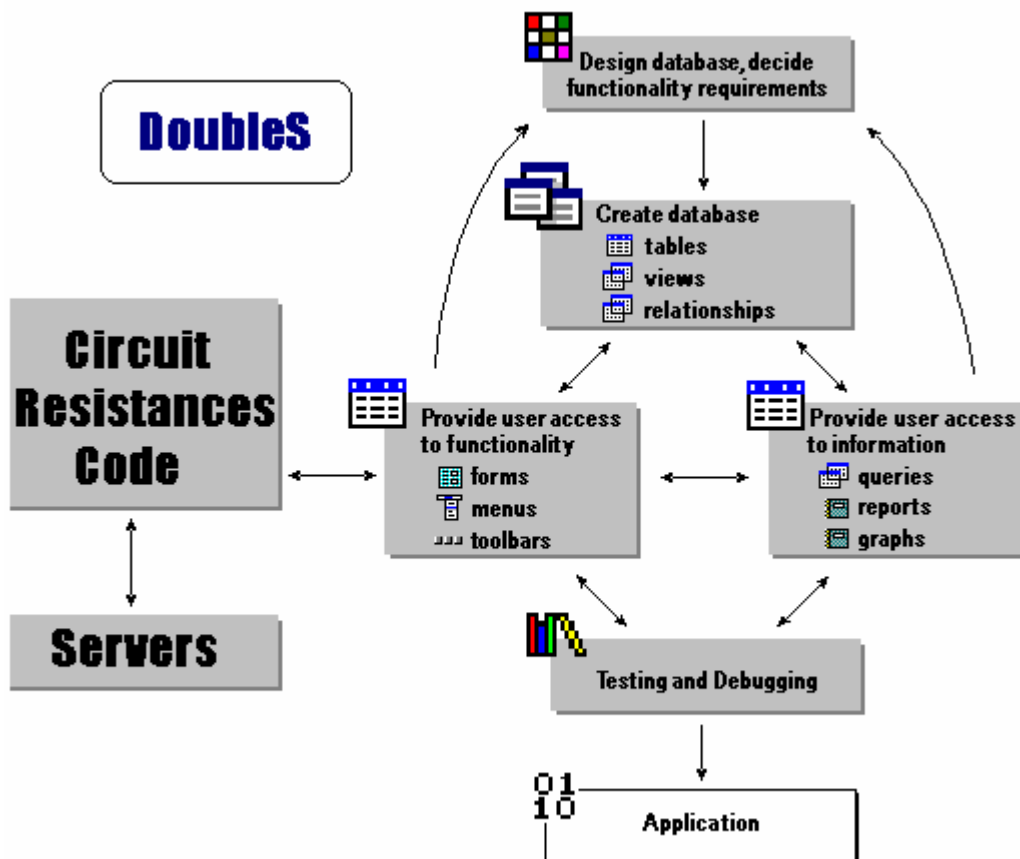 Design database, decide
functionality requirements
DoubleS
Create database
tables
views
relationships
Circuit
Resistances
Code
Provide user access
to functionality
forms
menus
toolbars
Provide user access
to information
queries
reports
graphs
Servers
Testing and Debugging
01
10
Application